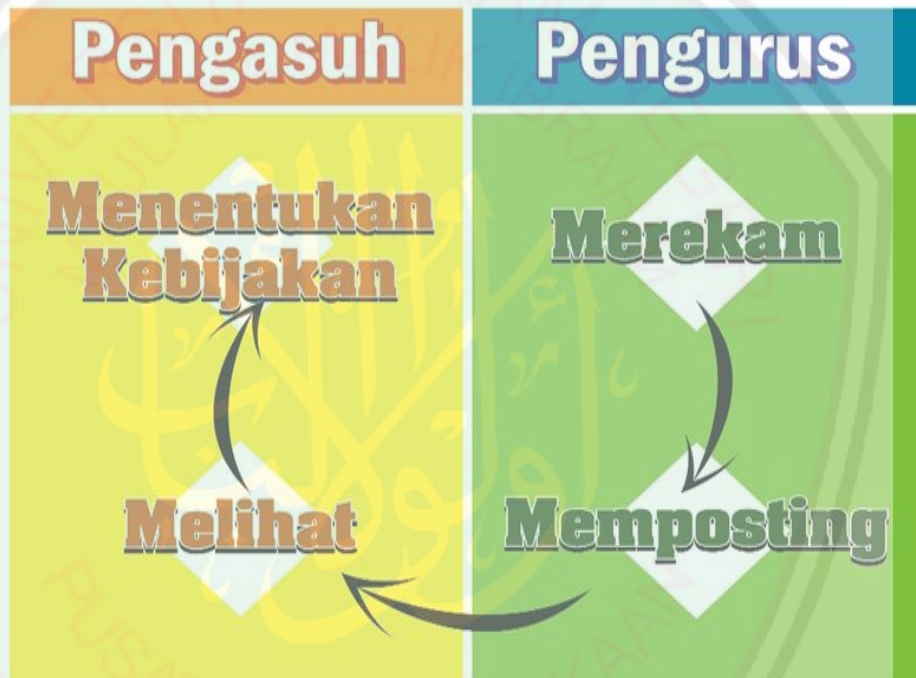 Pengasuh
Pengurus
Menentukan
Kebijakan
Melihat
Merekam
Memposting